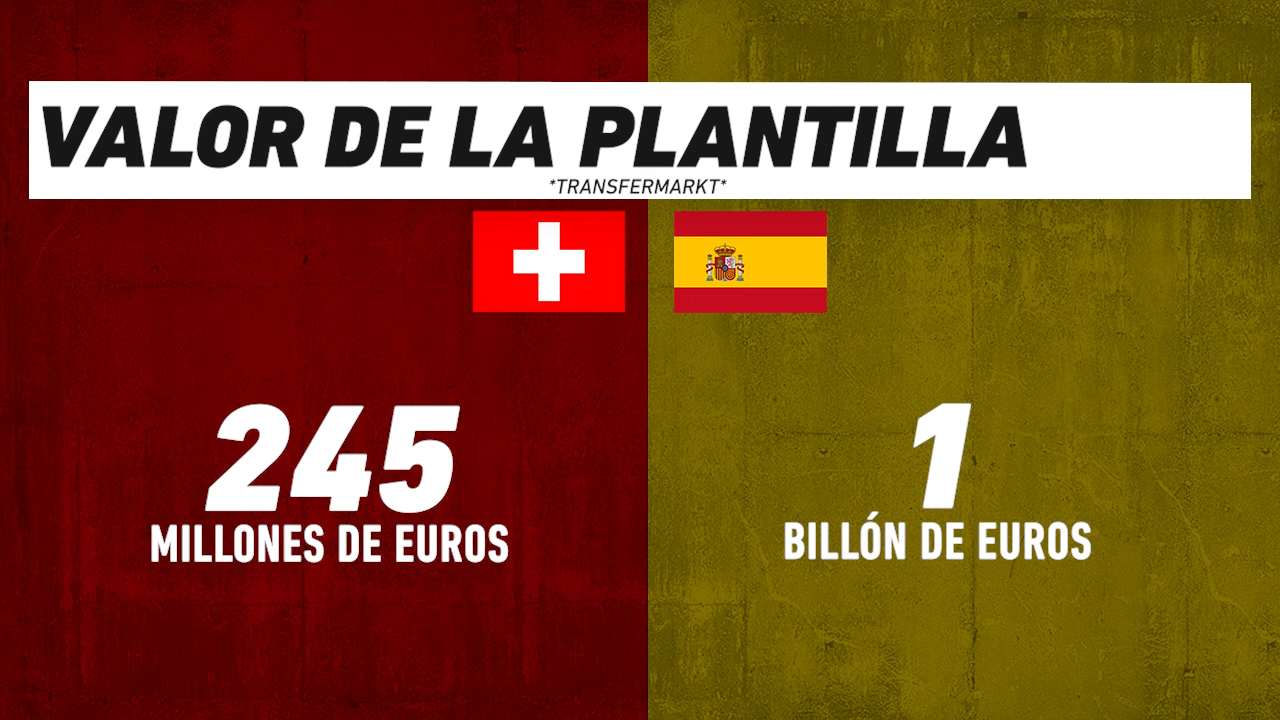 VALOR DE LA PLANTILLA
*TRANSFERMARKT*
245
MILLONES DE EUROS
1
BILLÓN DE EUROS